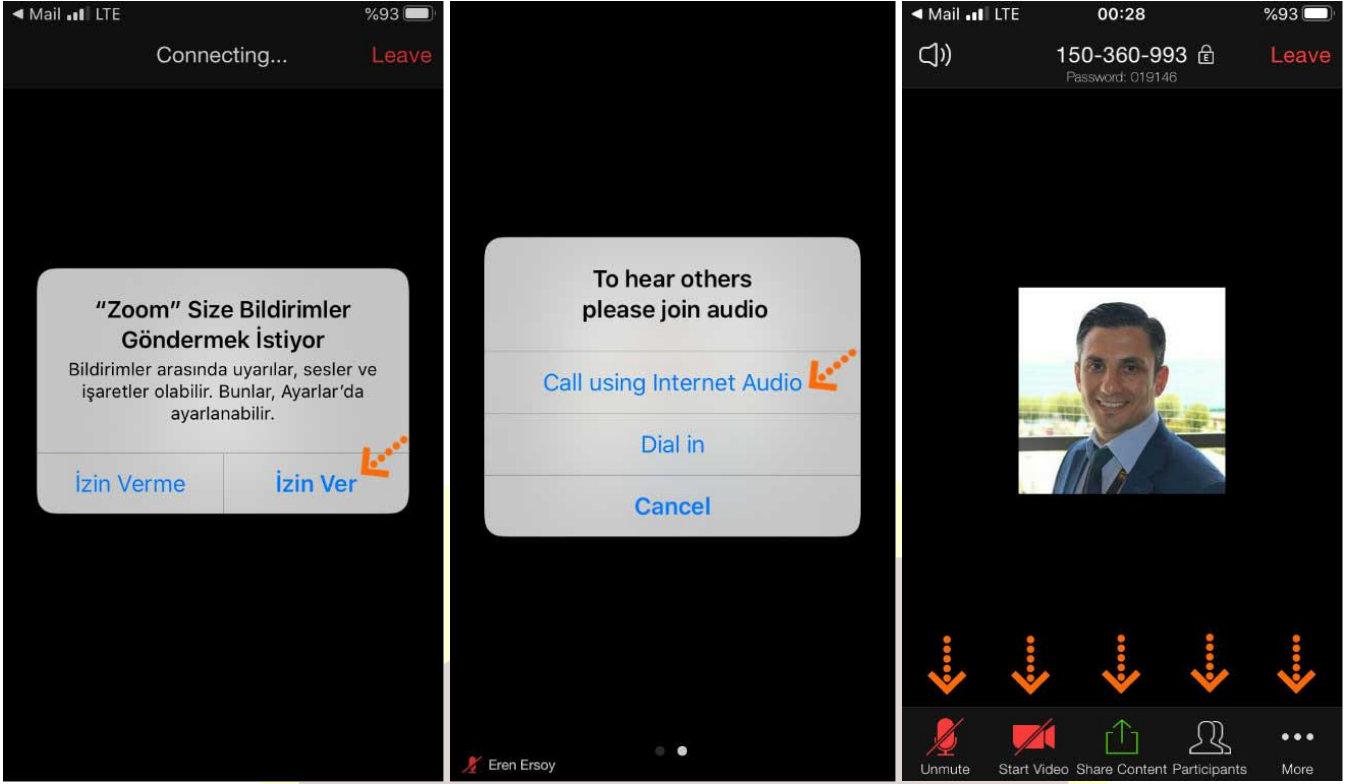 Mail LTE %93
Connecting... Leave
“Zoom” Size Bildirimler
Göndermek İstiyor
Bildirimler arasında uyarılar, sesler ve
işaretler olabilir. Bunlar, Ayarlar’da
ayarlanabilir.
İzin Verme İzin Ver
To hear others
please join audio
Call using Internet Audio
Dial in
Cancel
Eren Ersoy
Mail LTE 00:28 %93
150-360-993 Leave
Password: 019146
Unmute Start Video Share Content Participants More